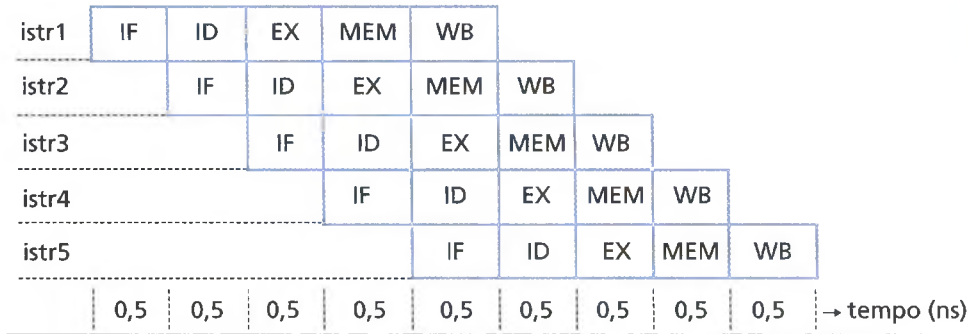 istr1 IF ID EX MEM WB
istr2 IF ID EX MEM WB
istr3 IF ID EX MEM WB
istr4 IF ID EX MEM WB
istr5 IF ID EX MEM WB
0,5 0,5 0,5 0,5 0,5 0,5 0,5 0,5 0,5 → tempo (ns)